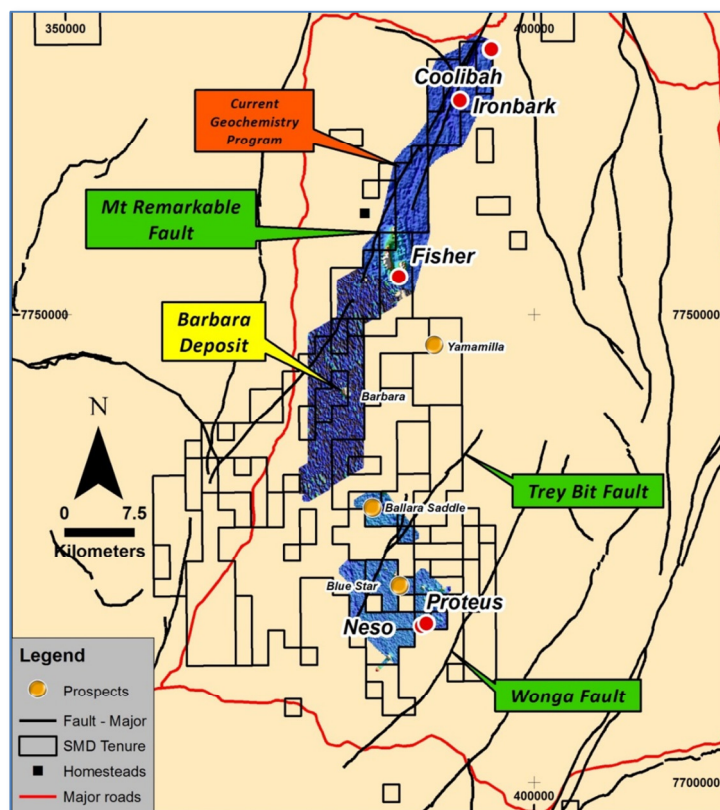 350000
400000
Coolibah
Ironbark
Current
Geochemistry
Program
Mt Remarkable
Fault
Fisher
7750000
7750000
Barbara
Deposit
Yamamilla
Barbara
N
0 7.5
Kilometers
Trey Bit Fault
Ballara Saddle
Blue Star
Proteus
Neso
Wonga Fault
Legend
Prospects
Fault - Major
SMD Tenure
Homesteads
Major roads
400000
7700000